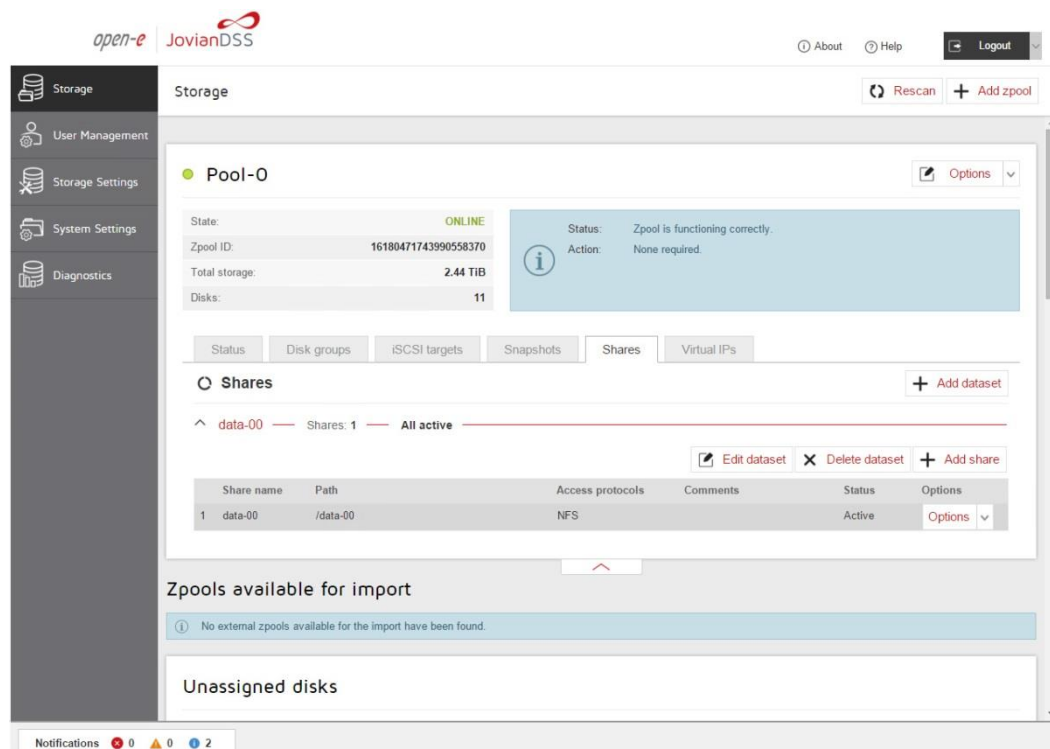 open-e JovianDSS
About Help Logout
Storage
User Management
Storage Settings
System Settings
Diagnostics
Storage
Rescan Add zpool
Pool-0
Options
State: ONLINE
Zpool ID: 16180471743990558370
Total storage: 2.44 TiB
Disks: 11
Status: Zpool is functioning correctly.
Action: None required.
Status Disk groups iSCSI targets Snapshots Shares Virtual IPs
Shares
Add dataset
data-00 Shares: 1 All active
Edit dataset Delete dataset Add share
Share name Path Access protocols Comments Status Options
1 data-00 /data-00 NFS Active Options
Zpools available for import
No external zpools available for the import have been found.
Unassigned disks
Notifications 0 0 2